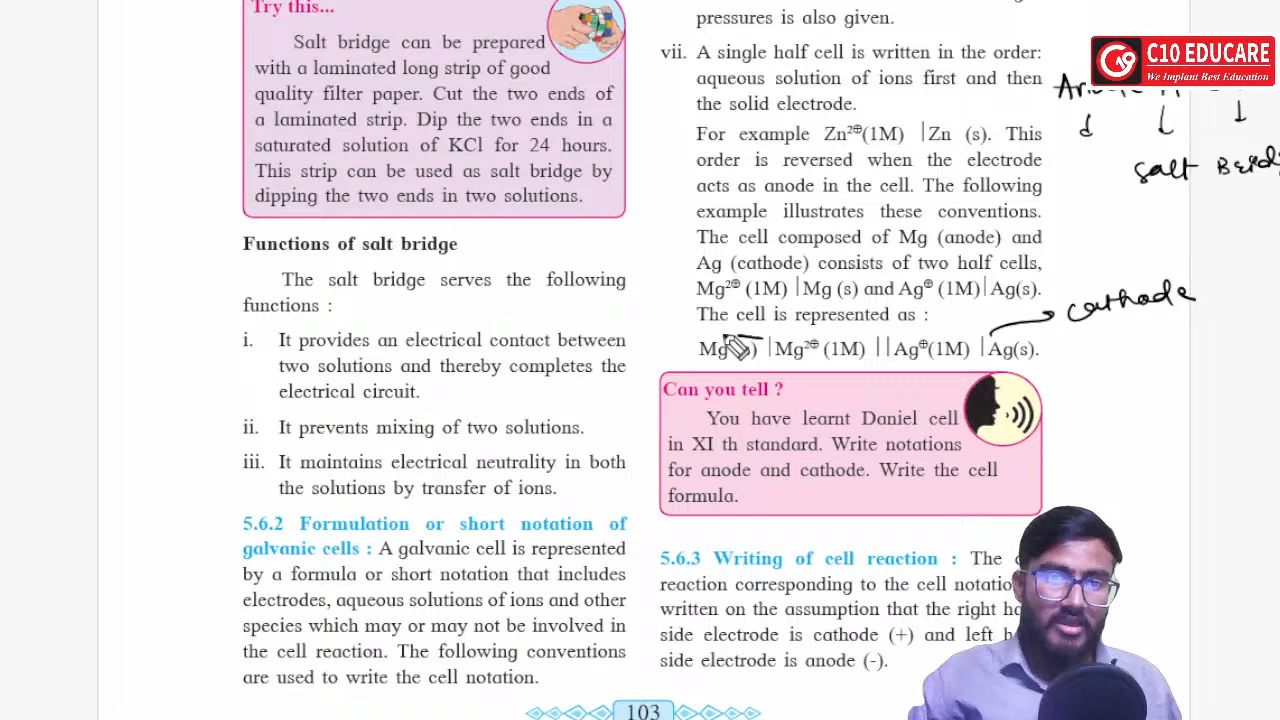 Try this...
Salt bridge can be prepared
with a laminated long strip of good
quality filter paper. Cut the two ends of
a laminated strip. Dip the two ends in a
saturated solution of KCl for 24 hours.
This strip can be used as salt bridge by
dipping the two ends in two solutions.
Functions of salt bridge
The salt bridge serves the following
functions :
i. It provides an electrical contact between
two solutions and thereby completes the
electrical circuit.
ii. It prevents mixing of two solutions.
iii. It maintains electrical neutrality in both
the solutions by transfer of ions.
5.6.2 Formulation or short notation of
galvanic cells : A galvanic cell is represented
by a formula or short notation that includes
electrodes, aqueous solutions of ions and other
species which may or may not be involved in
the cell reaction. The following conventions
are used to write the cell notation.
pressures is also given.
vii. A single half cell is written in the order:
aqueous solution of ions first and then
the solid electrode.
For example Zn²⊕(1M) |Zn (s). This
order is reversed when the electrode
acts as anode in the cell. The following
example illustrates these conventions.
The cell composed of Mg (anode) and
Ag (cathode) consists of two half cells,
Mg²⊕ (1M) |Mg (s) and Ag⊕ (1M)|Ag(s).
The cell is represented as :
Mg ) |Mg²⊕ (1M) ||Ag⊕(1M) |Ag(s).
Can you tell ?
You have learnt Daniel cell
in XI th standard. Write notations
for anode and cathode. Write the cell
formula.
5.6.3 Writing of cell reaction : The
reaction corresponding to the cell notatio
written on the assumption that the right ha
side electrode is cathode (+) and left h
side electrode is anode (-).
103
C10 EDUCARE
We Implant Best Education
Salt Bridg
cathode